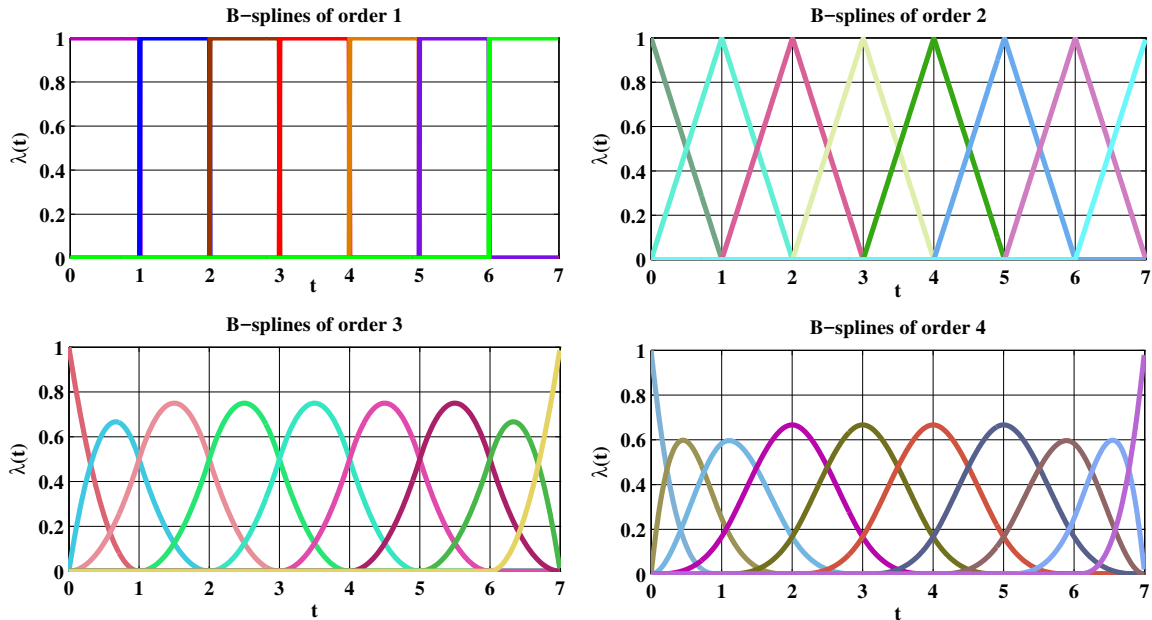 B−splines of order 1
1
0.8
0.6
0.4
0.2
0
λ(t)
0 1 2 3 4 5 6 7
t
B−splines of order 2
1
0.8
0.6
0.4
0.2
0
λ(t)
0 1 2 3 4 5 6 7
t
B−splines of order 3
1
0.8
0.6
0.4
0.2
0
λ(t)
0 1 2 3 4 5 6 7
t
B−splines of order 4
1
0.8
0.6
0.4
0.2
0
λ(t)
0 1 2 3 4 5 6 7
t